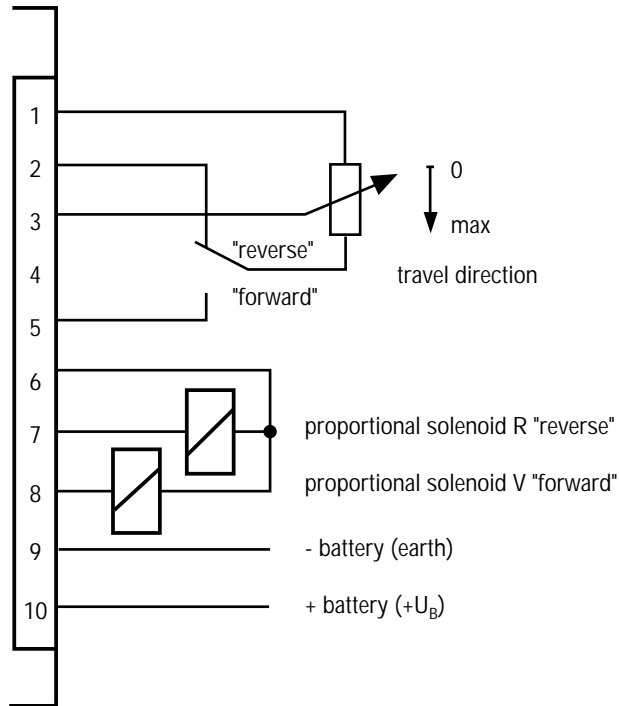 1
2
0
3
max
"reverse"
4
travel direction
"forward"
5
6
7
proportional solenoid R "reverse"
8
proportional solenoid V "forward"
9
- battery (earth)
10
+ battery (+U_B)